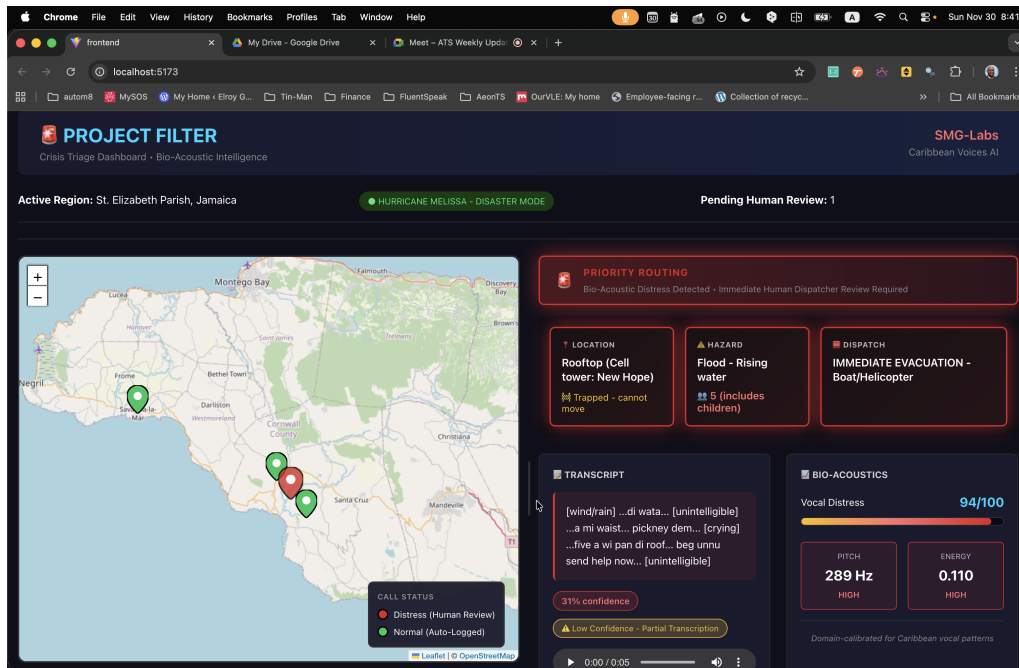 Chrome File Edit View History Bookmarks Profiles Tab Window Help
30 A Sun Nov 30 8:41
frontend My Drive - Google Drive Meet – ATS Weekly Updat
localhost:5173
autom8 MySOS My Home ‹ Elroy G... Tin-Man Finance FluentSpeak AeonTS OurVLE: My home Employee-facing r... Collection of recyc... » All Bookmarks
PROJECT FILTER
Crisis Triage Dashboard • Bio-Acoustic Intelligence
SMG-Labs
Caribbean Voices AI
Active Region: St. Elizabeth Parish, Jamaica
HURRICANE MELISSA - DISASTER MODE
Pending Human Review: 1
+
−
Montego Bay
Falmouth
Discovery Bay
Lucea
Brown's
Hanover
Saint James
Trelawny
Negril
Frome
Bethel Town
Darliston
Westmoreland
Cornwall County
Christiana
Santa Cruz
Mandeville
T1
CALL STATUS
Distress (Human Review)
Normal (Auto-Logged)
Leaflet | © OpenStreetMap
PRIORITY ROUTING
Bio-Acoustic Distress Detected • Immediate Human Dispatcher Review Required
LOCATION
Rooftop (Cell
tower: New Hope)
Trapped - cannot
move
HAZARD
Flood - Rising
water
5 (includes
children)
DISPATCH
IMMEDIATE EVACUATION -
Boat/Helicopter
TRANSCRIPT
[wind/rain] ...di wata... [unintelligible]
...a mi waist... pickney dem... [crying]
...five a wi pan di roof... beg unnu
send help now... [unintelligible]
31% confidence
Low Confidence - Partial Transcription
0:00 / 0:05
BIO-ACOUSTICS
Vocal Distress 94/100
PITCH
289 Hz
HIGH
ENERGY
0.110
HIGH
Domain-calibrated for Caribbean vocal patterns